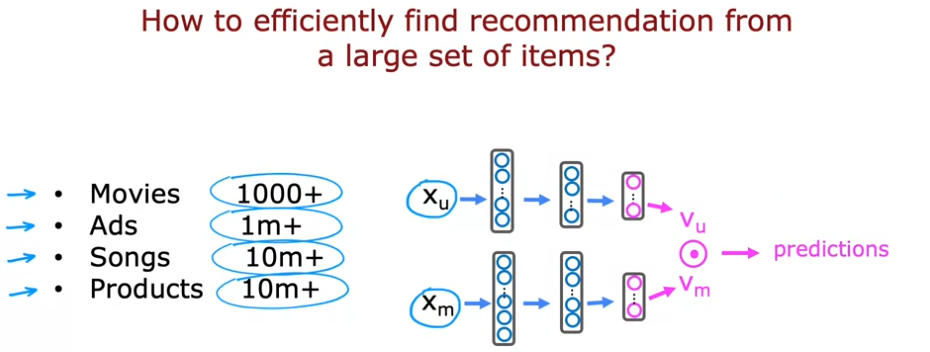 How to efficiently find recommendation from
a large set of items?
• Movies 1000+
• Ads 1m+
• Songs 10m+
• Products 10m+
Xu
Vu
predictions
Xm
Vm